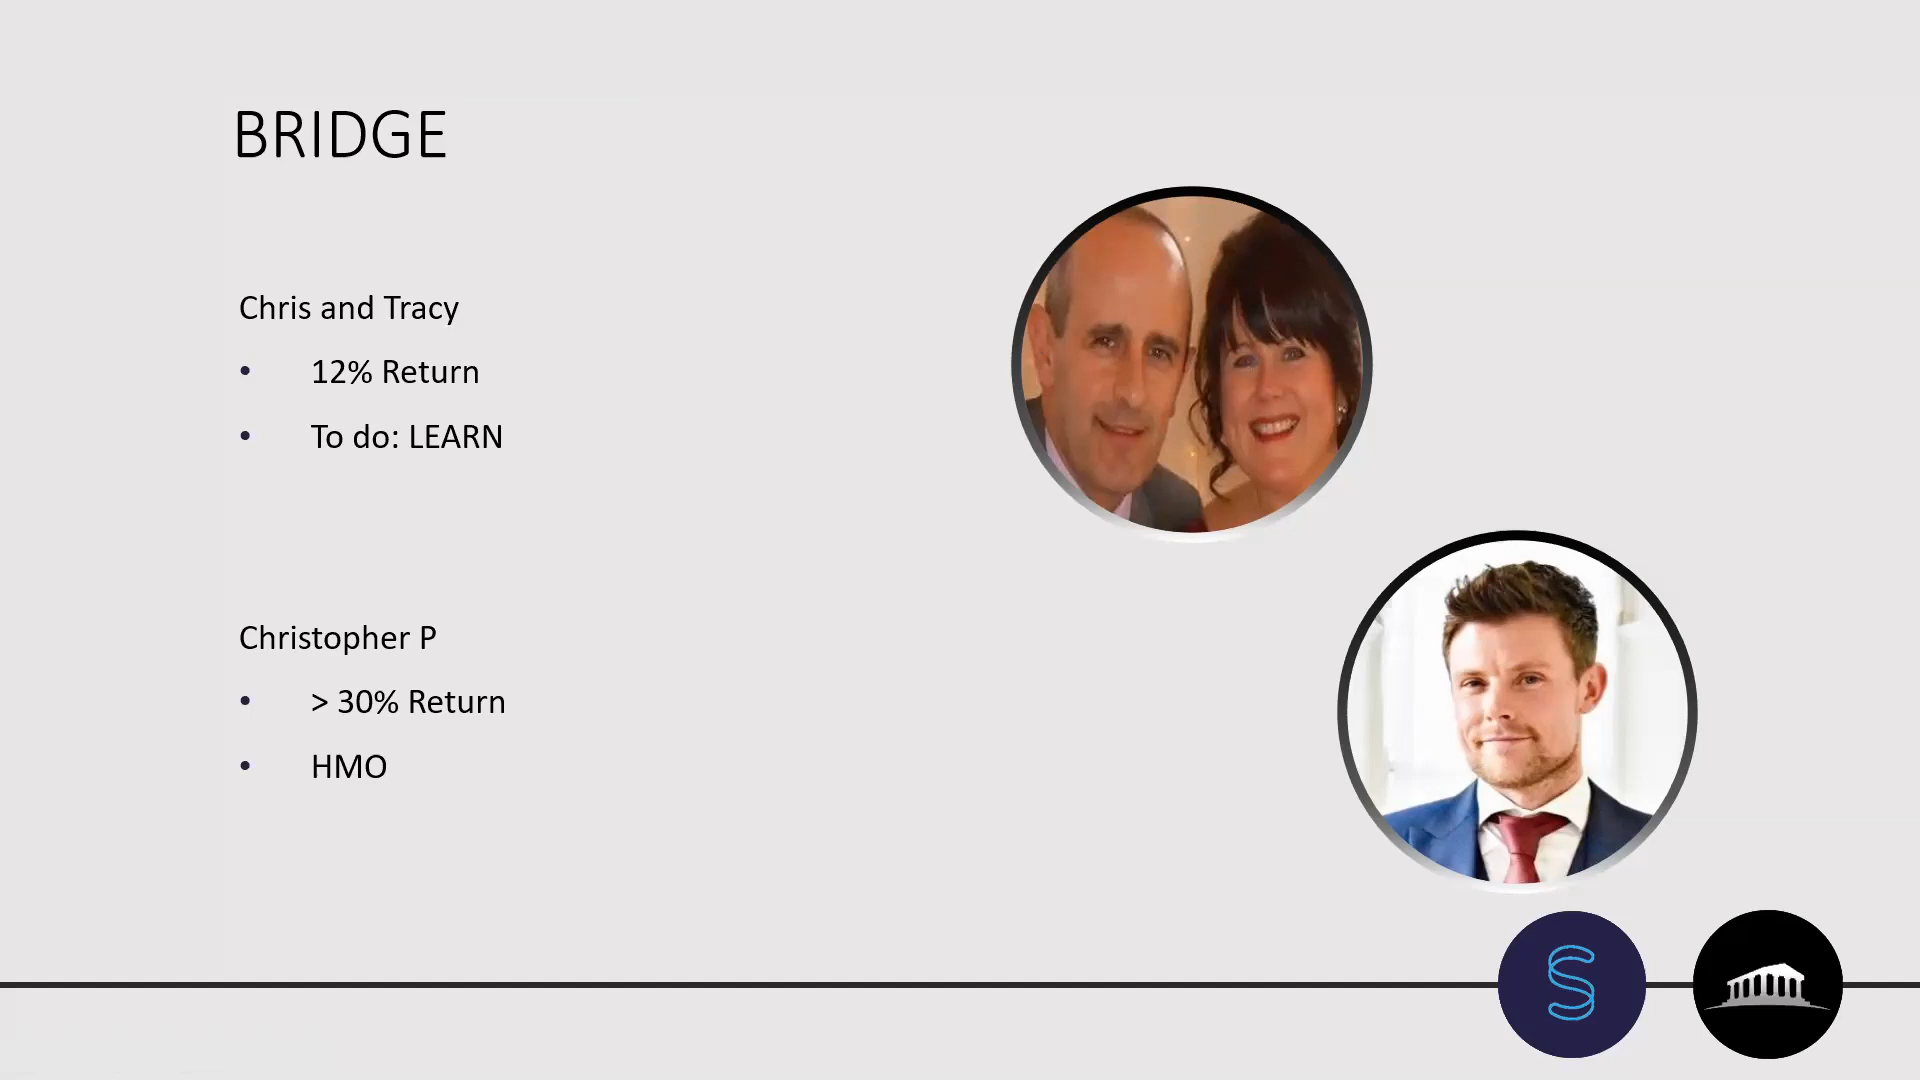 BRIDGE
Chris and Tracy
• 12% Return
• To do: LEARN
Christopher P
• > 30% Return
• HMO
S